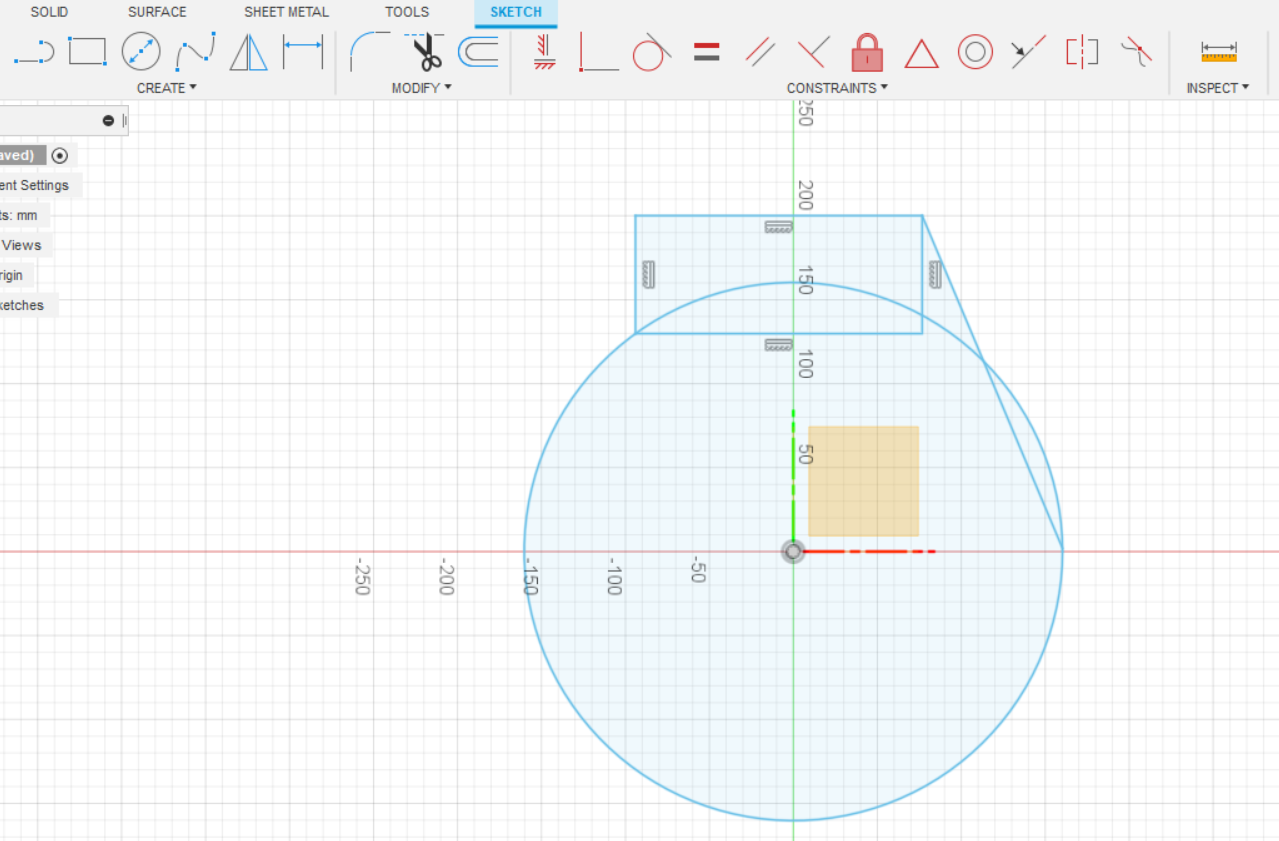 SOLID SURFACE SHEET METAL TOOLS SKETCH
CREATE MODIFY CONSTRAINTS INSPECT
aved)
ent Settings
ts: mm
Views
rigin
ketches
250
200
150
100
50
-250 -200 -150 -100 -50